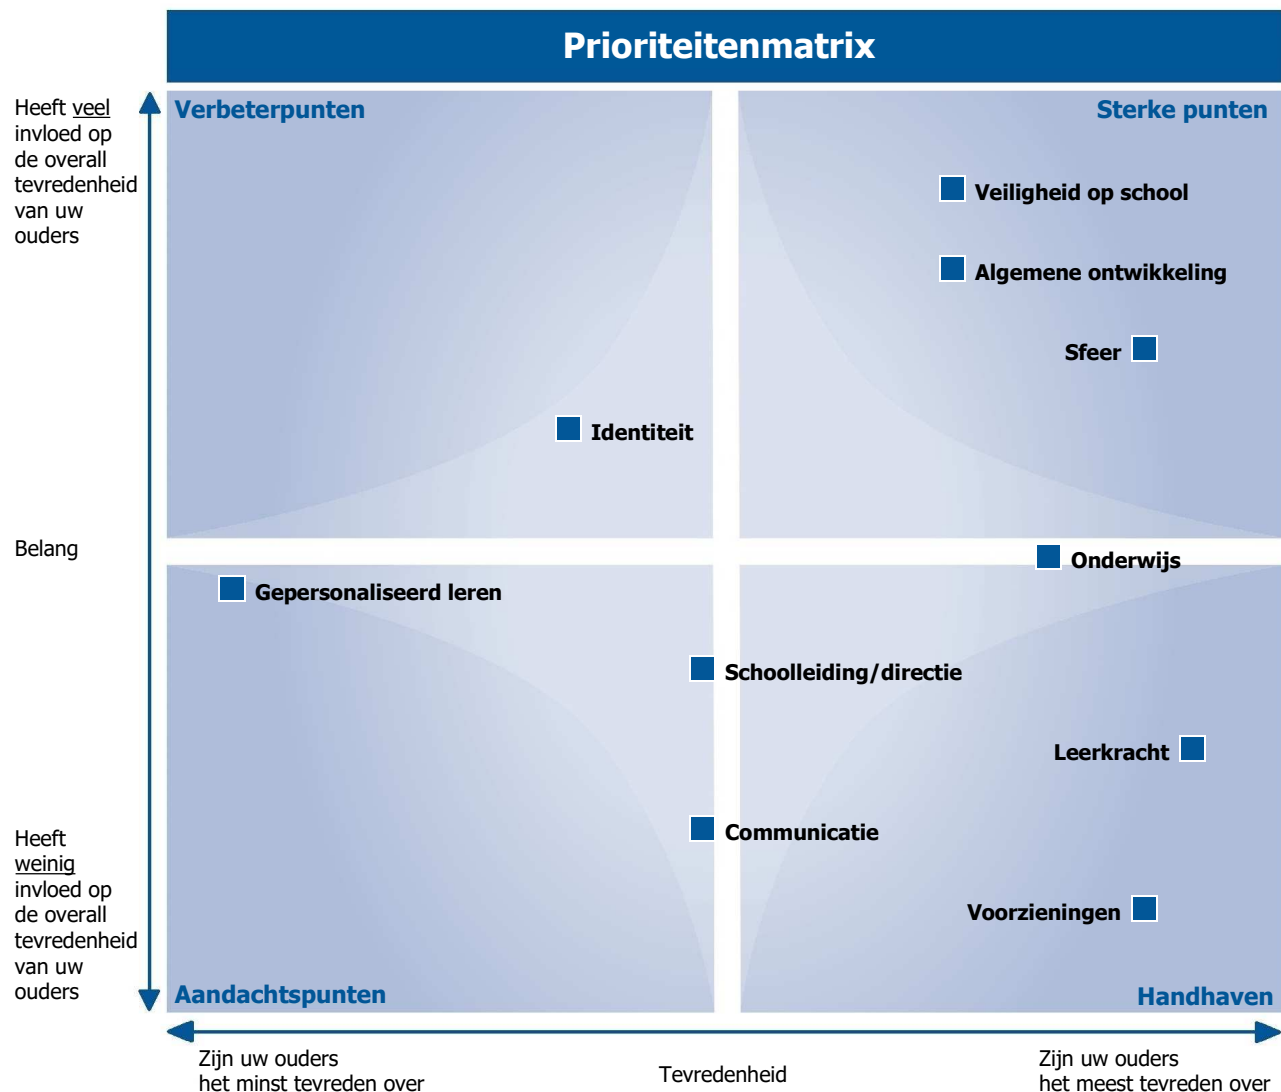 Prioriteitenmatrix
Heeft veel
invloed op
de overall
tevredenheid
van uw
ouders
Verbeterpunten
Sterke punten
Veiligheid op school
Algemene ontwikkeling
Sfeer
Identiteit
Belang
Onderwijs
Gepersonaliseerd leren
Schoolleiding/directie
Leerkracht
Communicatie
Voorzieningen
Heeft
weinig
invloed op
de overall
tevredenheid
van uw
ouders
Aandachtspunten
Handhaven
Zijn uw ouders
het minst tevreden over
Tevredenheid
Zijn uw ouders
het meest tevreden over